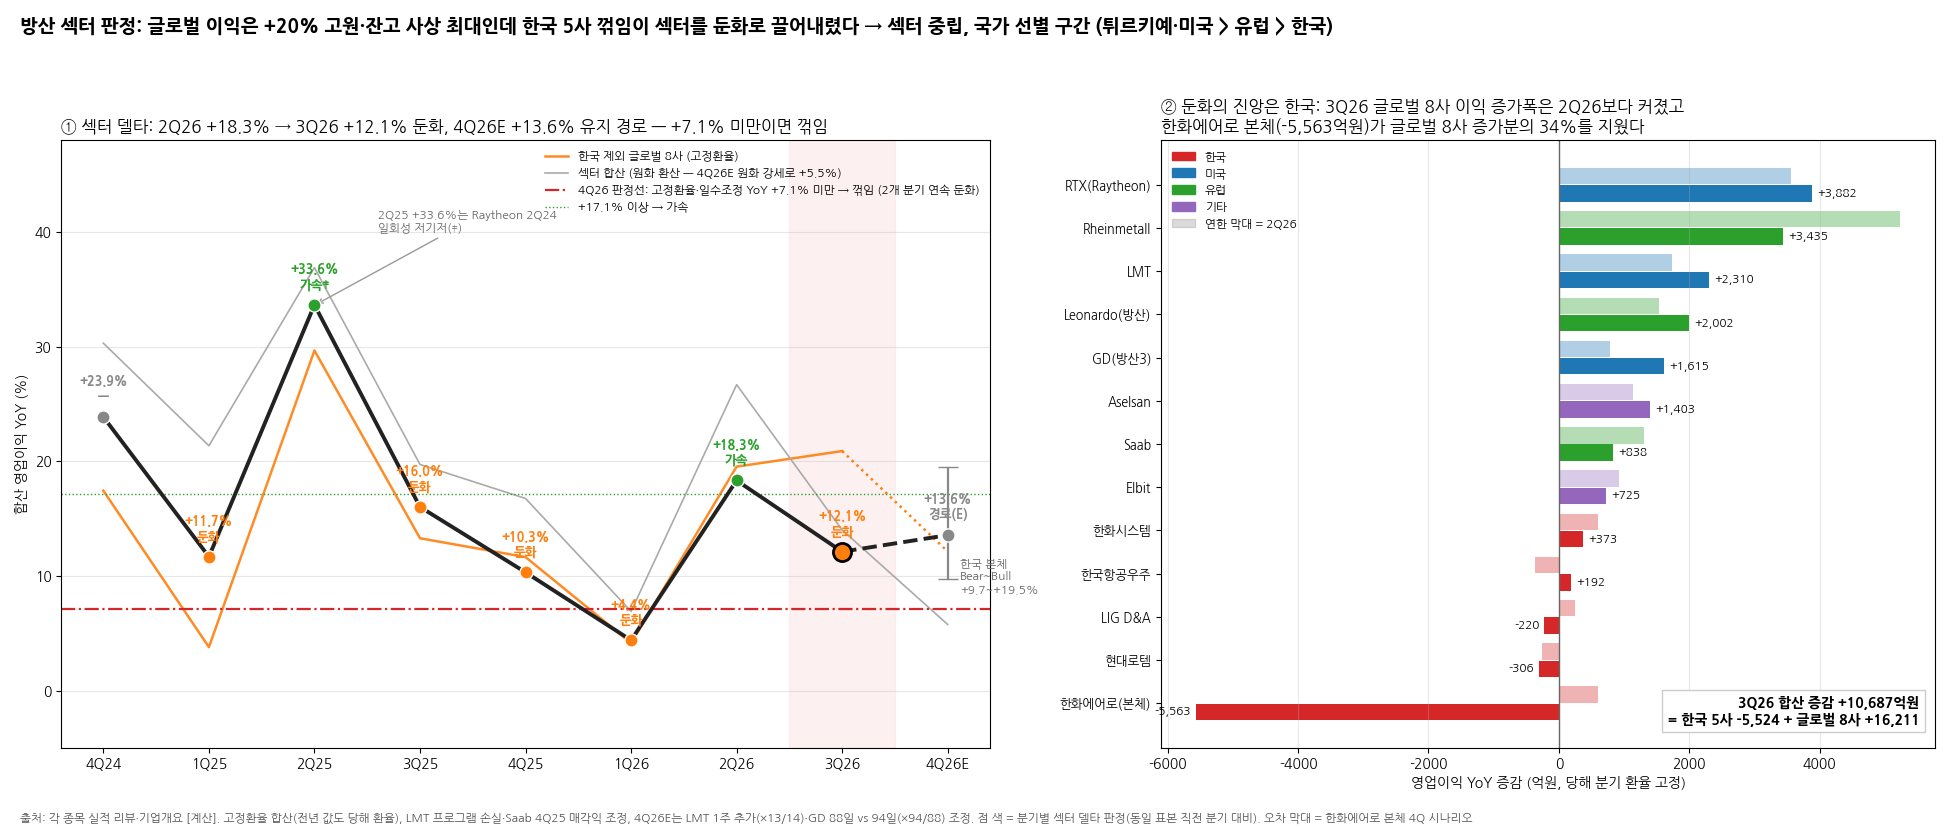 방산 섹터 판정: 글로벌 이익은 +20% 고원·잔고 사상 최대인데 한국 5사 꺾임이 섹터를 둔화로 끌어내렸다 → 섹터 중립, 국가 선별 구간 (튀르키예·미국 > 유럽 > 한국)
① 섹터 델타: 2Q26 +18.3% → 3Q26 +12.1% 둔화, 4Q26E +13.6% 유지 경로 — +7.1% 미만이면 꺾임
한국 제외 글로벌 8사 (고정환율)
섹터 합산 (원화 환산 — 4Q26E 원화 강세로 +5.5%)
4Q26 판정선: 고정환율·일수조정 YoY +7.1% 미만 → 꺾임 (2개 분기 연속 둔화)
+17.1% 이상 → 가속
2Q25 +33.6%는 Raytheon 2Q24
일회성 저기저(‡)
합산 영업이익 YoY (%)
40
30
20
10
0
+23.9%
—
+11.7%
둔화
+33.6%
가속‡
+16.0%
둔화
+10.3%
둔화
+4.4%
둔화
+18.3%
가속
+12.1%
둔화
+13.6%
경로(E)
한국 본체
Bear~Bull
+9.7~+19.5%
4Q24
1Q25
2Q25
3Q25
4Q25
1Q26
2Q26
3Q26
4Q26E
② 둔화의 진앙은 한국: 3Q26 글로벌 8사 이익 증가폭은 2Q26보다 커졌고
한화에어로 본체(-5,563억원)가 글로벌 8사 증가분의 34%를 지웠다
한국
미국
유럽
기타
연한 막대 = 2Q26
RTX(Raytheon)
+3,882
Rheinmetall
+3,435
LMT
+2,310
Leonardo(방산)
+2,002
GD(방산3)
+1,615
Aselsan
+1,403
Saab
+838
Elbit
+725
한화시스템
+373
한국항공우주
+192
LIG D&A
-220
현대로템
-306
한화에어로(본체)
-5,563
3Q26 합산 증감 +10,687억원
= 한국 5사 -5,524 + 글로벌 8사 +16,211
-6000
-4000
-2000
0
2000
4000
영업이익 YoY 증감 (억원, 당해 분기 환율 고정)
출처: 각 종목 실적 리뷰·기업개요 [계산]. 고정환율 합산(전년 값도 당해 환율), LMT 프로그램 손실·Saab 4Q25 매각익 조정, 4Q26E는 LMT 1주 추가(×13/14)·GD 88일 vs 94일(×94/88) 조정. 점 색 = 분기별 섹터 델타 판정(동일 표본 직전 분기 대비). 오차 막대 = 한화에어로 본체 4Q 시나리오